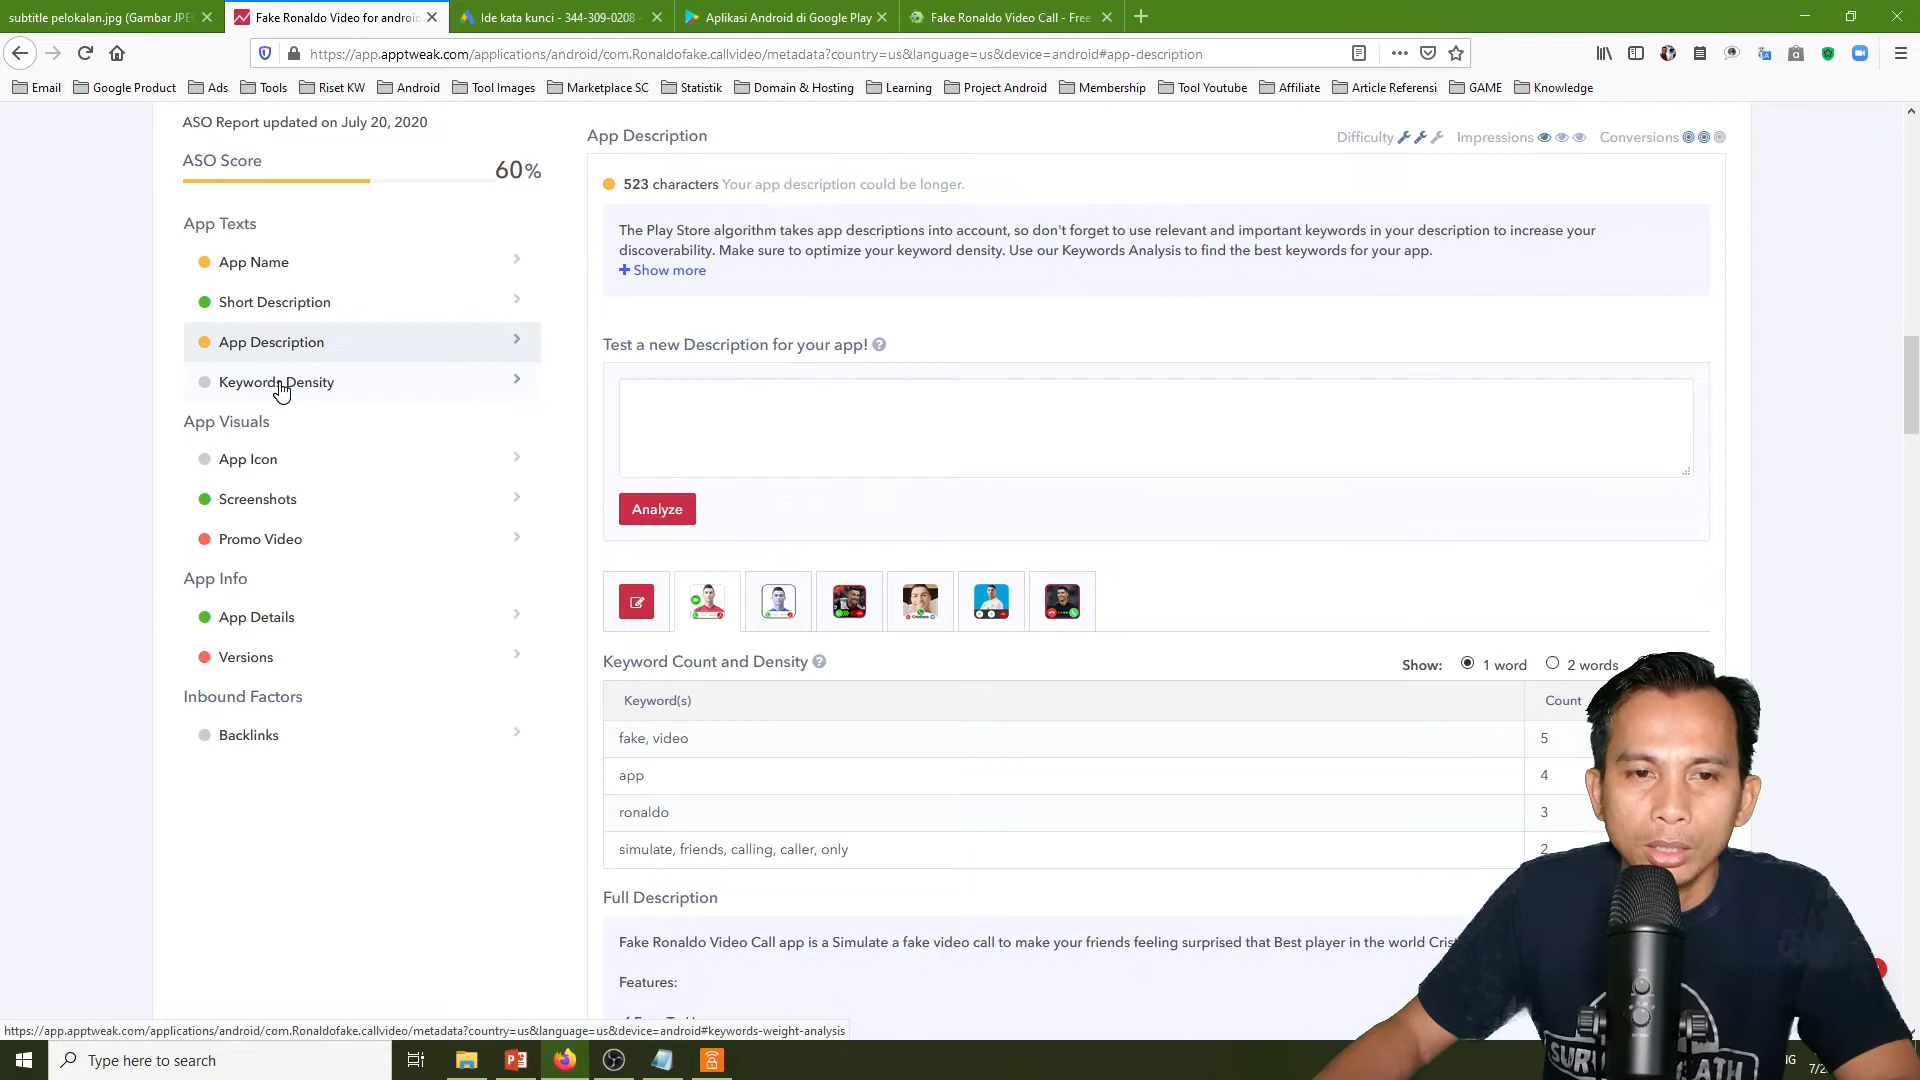 subtitle pelokalan.jpg (Gambar JPE
Fake Ronaldo Video for androi
Ide kata kunci - 344-309-0208 -
Aplikasi Android di Google Play
Fake Ronaldo Video Call - Free
https://app.apptweak.com/applications/android/com.Ronaldofake.callvideo/metadata?country=us&language=us&device=android#app-description
Email
Google Product
Ads
Tools
Riset KW
Android
Tool Images
Marketplace SC
Statistik
Domain & Hosting
Learning
Project Android
Membership
Tool Youtube
Affiliate
Article Referensi
GAME
Knowledge
ASO Report updated on July 20, 2020
ASO Score
60%
App Texts
App Name
Short Description
App Description
Keywords Density
App Visuals
App Icon
Screenshots
Promo Video
App Info
App Details
Versions
Inbound Factors
Backlinks
App Description
Difficulty
Impressions
Conversions
523 characters Your app description could be longer.
The Play Store algorithm takes app descriptions into account, so don't forget to use relevant and important keywords in your description to increase your
discoverability. Make sure to optimize your keyword density. Use our Keywords Analysis to find the best keywords for your app.
+ Show more
Test a new Description for your app!
Analyze
Keyword Count and Density
Show: 1 word 2 words
Keyword(s) Count
fake, video 5
app 4
ronaldo 3
simulate, friends, calling, caller, only 2
Full Description
Fake Ronaldo Video Call app is a Simulate a fake video call to make your friends feeling surprised that Best player in the world Cris
Features:
https://app.apptweak.com/applications/android/com.Ronaldofake.callvideo/metadata?country=us&language=us&device=android#keywords-weight-analysis
Type here to search